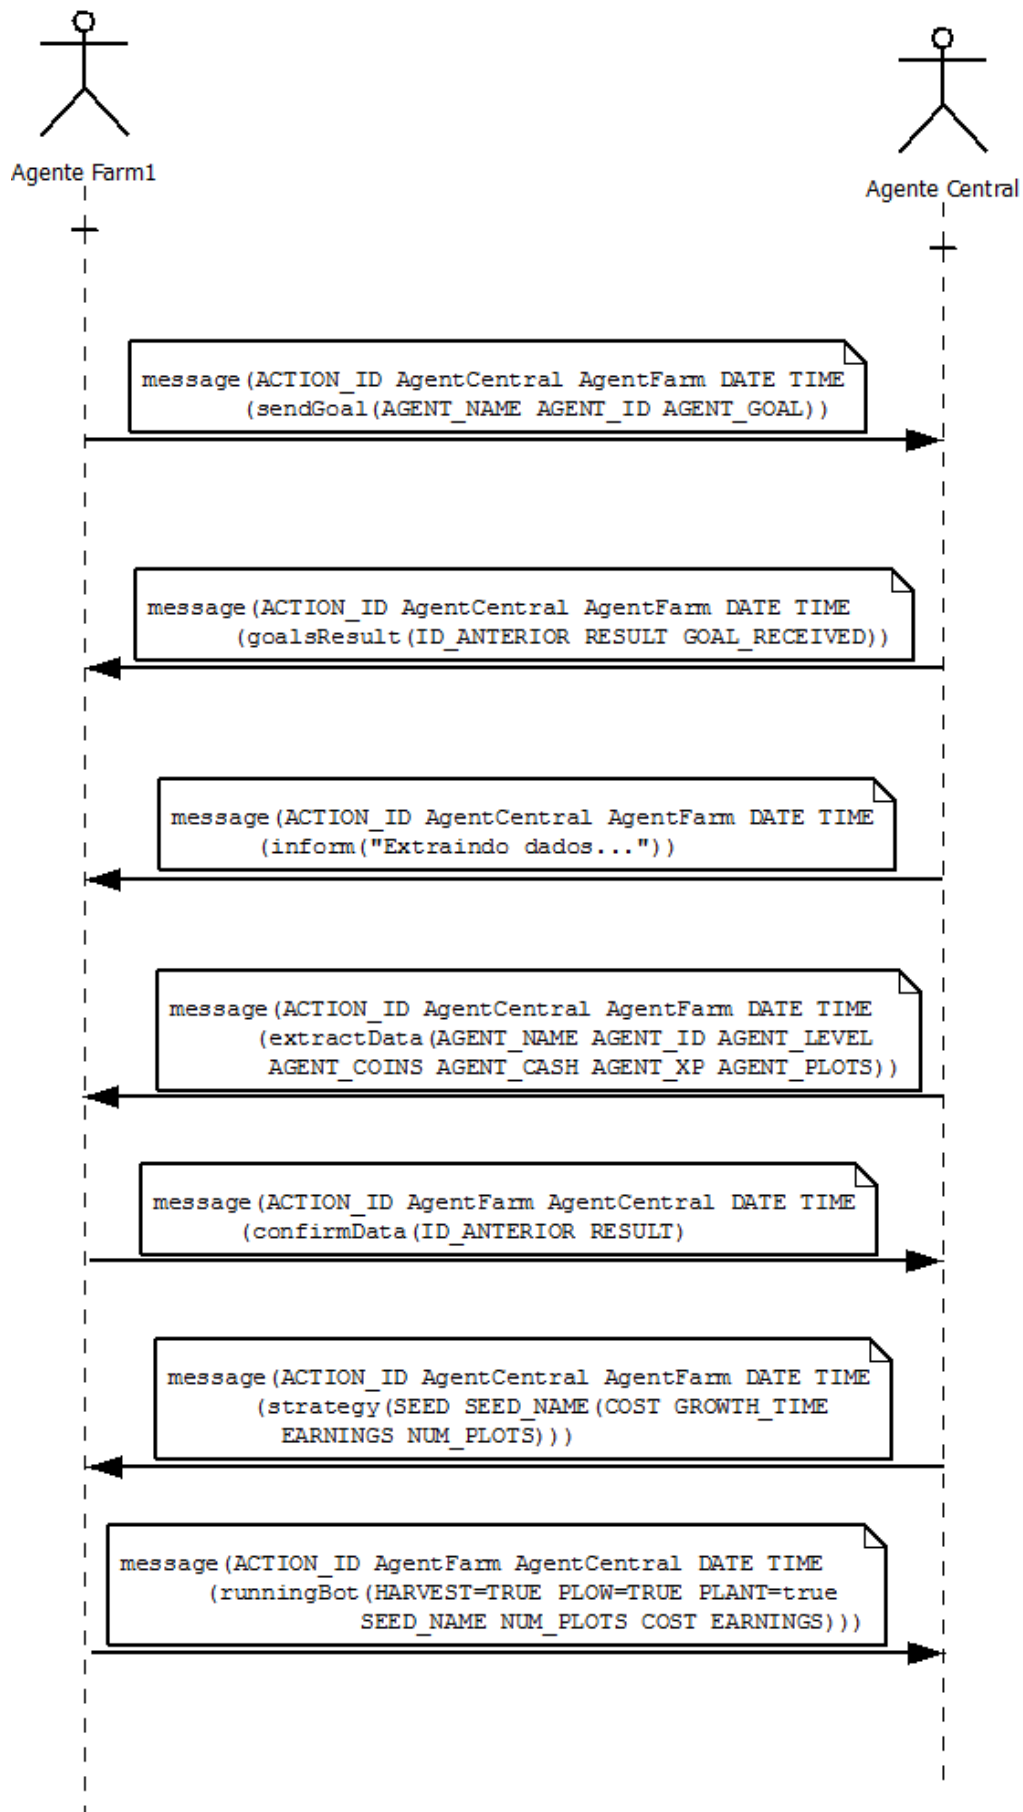 Agente Farm1
Agente Central
message(ACTION_ID AgentCentral AgentFarm DATE TIME
(sendGoal(AGENT_NAME AGENT_ID AGENT_GOAL))
message(ACTION_ID AgentCentral AgentFarm DATE TIME
(goalsResult(ID_ANTERIOR RESULT GOAL_RECEIVED))
message(ACTION_ID AgentCentral AgentFarm DATE TIME
(inform("Extraindo dados..."))
message(ACTION_ID AgentCentral AgentFarm DATE TIME
(extractData(AGENT_NAME AGENT_ID AGENT_LEVEL
AGENT_COINS AGENT_CASH AGENT_XP AGENT_PLOTS))
message(ACTION_ID AgentFarm AgentCentral DATE TIME
(confirmData(ID_ANTERIOR RESULT)
message(ACTION_ID AgentCentral AgentFarm DATE TIME
(strategy(SEED SEED_NAME(COST GROWTH_TIME
EARNINGS NUM_PLOTS)))
message(ACTION_ID AgentFarm AgentCentral DATE TIME
(runningBot(HARVEST=TRUE PLOW=TRUE PLANT=true
SEED_NAME NUM_PLOTS COST EARNINGS)))